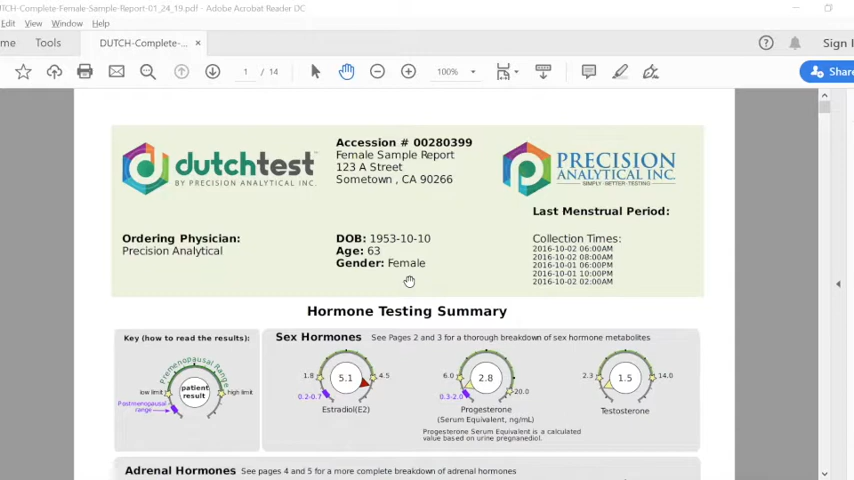 UTCH-Complete-Female-Sample-Report-01_24_19.pdf - Adobe Acrobat Reader DC
Edit View Window Help
me Tools DUTCH-Complete-... × Sign I
1 / 14 100% Share
dutchtest™
BY PRECISION ANALYTICAL INC.
Accession # 00280399
Female Sample Report
123 A Street
Sometown , CA 90266
PRECISION
ANALYTICAL INC.
SIMPLY · BETTER · TESTING
Last Menstrual Period:
Ordering Physician:
Precision Analytical
DOB: 1953-10-10
Age: 63
Gender: Female
Collection Times:
2016-10-02 06:00AM
2016-10-02 08:00AM
2016-10-01 06:00PM
2016-10-01 10:00PM
2016-10-02 02:00AM
Hormone Testing Summary
Key (how to read the results):
Premenopausal Range
low limit
patient
result
high limit
Postmenopausal
range
Sex Hormones See Pages 2 and 3 for a thorough breakdown of sex hormone metabolites
1.8 5.1 4.5
0.2-0.7
Estradiol(E2)
6.0 2.8 20.0
0.3-2.0
Progesterone
(Serum Equivalent, ng/mL)
Progesterone Serum Equivalent is a calculated
value based on urine pregnanediol.
2.3 1.5 14.0
Testosterone
Adrenal Hormones See pages 4 and 5 for a more complete breakdown of adrenal hormones